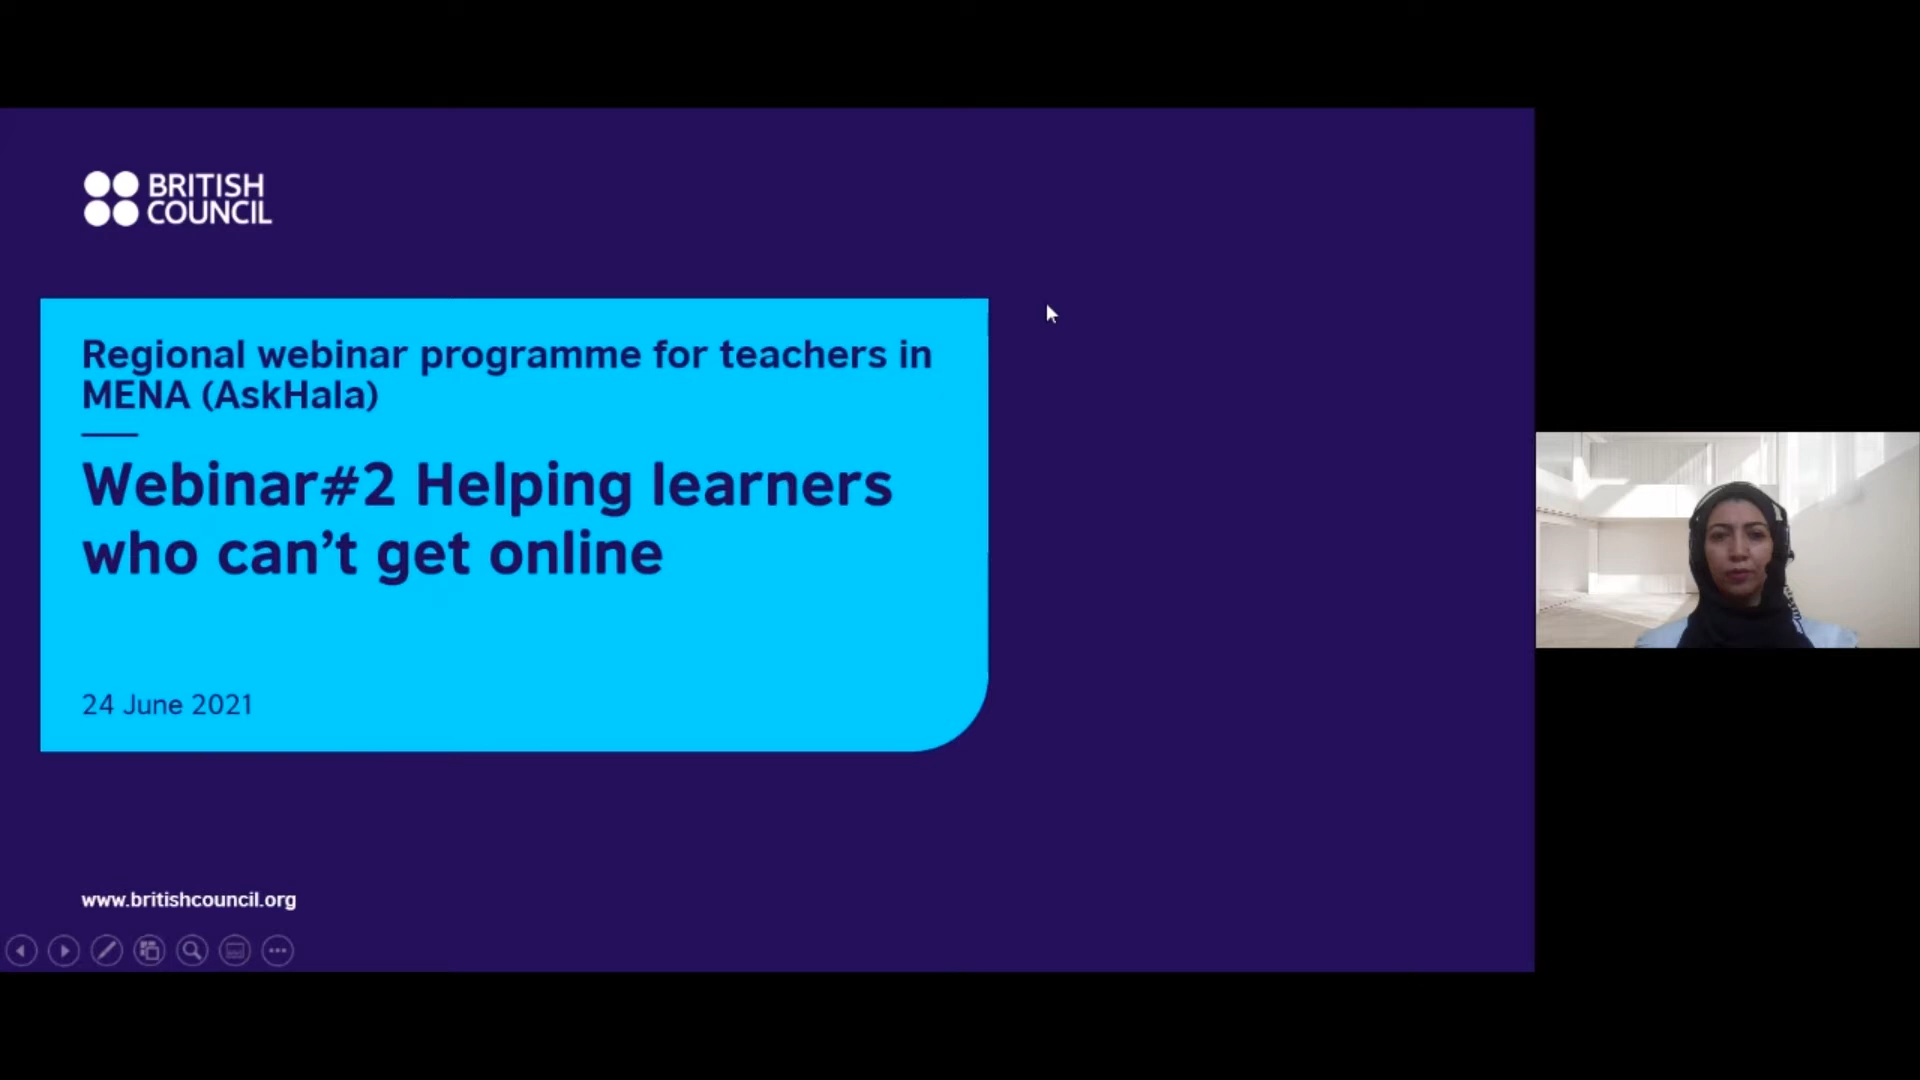 BRITISH
COUNCIL
Regional webinar programme for teachers in
MENA (AskHala)
Webinar#2 Helping learners
who can’t get online
24 June 2021
www.britishcouncil.org